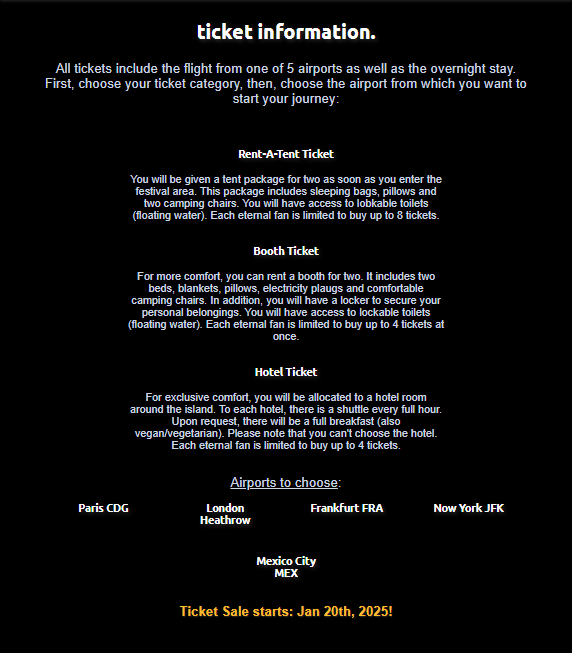 ticket information.
All tickets include the flight from one of 5 airports as well as the overnight stay.
First, choose your ticket category, then, choose the airport from which you want to
start your journey:
Rent-A-Tent Ticket
You will be given a tent package for two as soon as you enter the
festival area. This package includes sleeping bags, pillows and
two camping chairs. You will have access to lobkable toilets
(floating water). Each eternal fan is limited to buy up to 8 tickets.
Booth Ticket
For more comfort, you can rent a booth for two. It includes two
beds, blankets, pillows, electricity plaugs and comfortable
camping chairs. In addition, you will have a locker to secure your
personal belongings. You will have access to lockable toilets
(floating water). Each eternal fan is limited to buy up to 4 tickets at
once.
Hotel Ticket
For exclusive comfort, you will be allocated to a hotel room
around the island. To each hotel, there is a shuttle every full hour.
Upon request, there will be a full breakfast (also
vegan/vegetarian). Please note that you can't choose the hotel.
Each eternal fan is limited to buy up to 4 tickets.
Airports to choose:
Paris CDG
London
Heathrow
Frankfurt FRA
Now York JFK
Mexico City
MEX
Ticket Sale starts: Jan 20th, 2025!